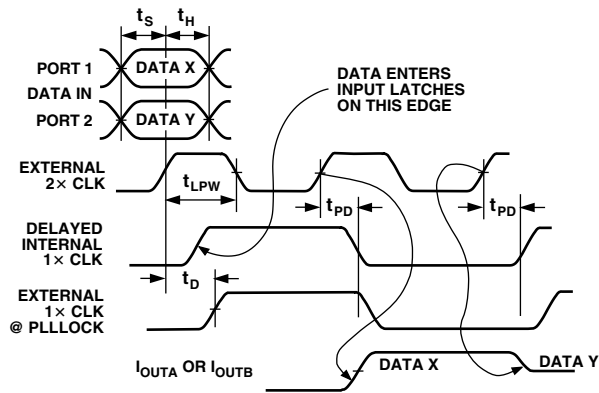 tS tH
PORT 1
DATA X
DATA IN
PORT 2
DATA Y
DATA ENTERS
INPUT LATCHES
ON THIS EDGE
EXTERNAL
2× CLK
tLPW
tPD
tPD
DELAYED
INTERNAL
1× CLK
tD
EXTERNAL
1× CLK
@ PLLLOCK
IOUTA OR IOUTB
DATA X
DATA Y